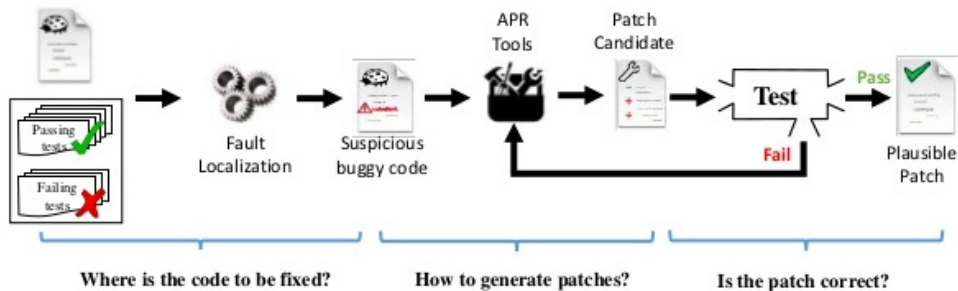 Passing
tests
Failing
tests
Fault
Localization
Suspicious
buggy code
APR
Tools
Patch
Candidate
Test
Pass
Fail
Plausible
Patch
Where is the code to be fixed?
How to generate patches?
Is the patch correct?